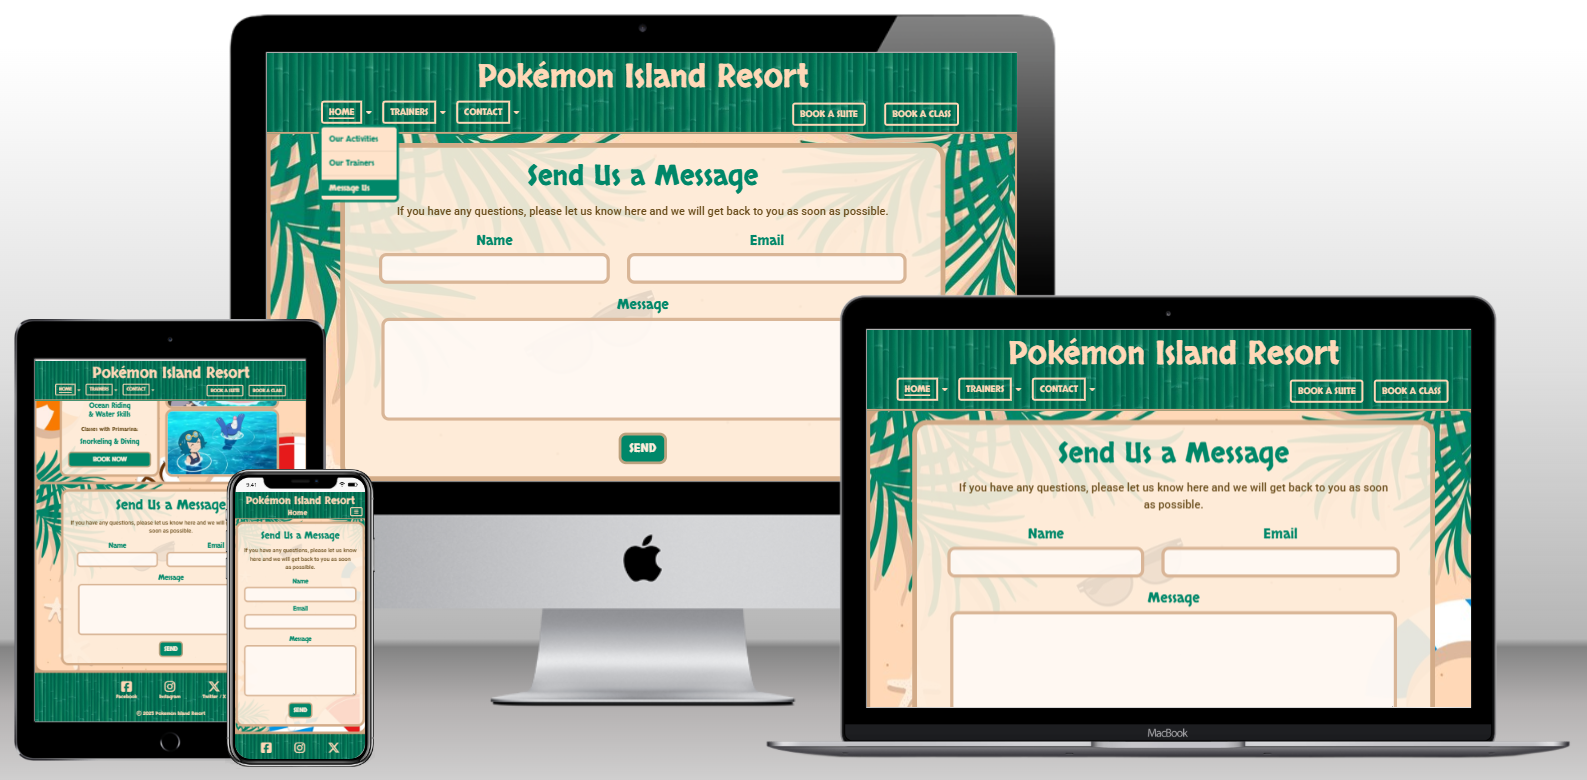 Pokémon Island Resort
HOME TRAINERS CONTACT BOOK A SUITE BOOK A CLASS
Our Activities
Our Trainers
Message Us
Send Us a Message
If you have any questions, please let us know here and we will get back to you as soon as possible.
Name Email
Message
SEND
Pokémon Island Resort
HOME TRAINERS CONTACT BOOK A SUITE BOOK A CLASS
Ocean Riding
& Water Skills
Classes with Primarina:
Snorkeling & Diving
BOOK NOW
Send Us a Message
If you have any questions, please let us know here and we will
soon as possible.
Name Email
Message
SEND
Facebook Instagram Twitter / X
© 2025 Pokemon Island Resort
9:41
Pokémon Island Resort
Home
Send Us a Message
If you have any questions, please let us know
here and we will get back to you as soon
as possible.
Name
Email
Message
SEND
Pokémon Island Resort
HOME TRAINERS CONTACT BOOK A SUITE BOOK A CLASS
Send Us a Message
If you have any questions, please let us know here and we will get back to you as soon
as possible.
Name Email
Message
MacBook